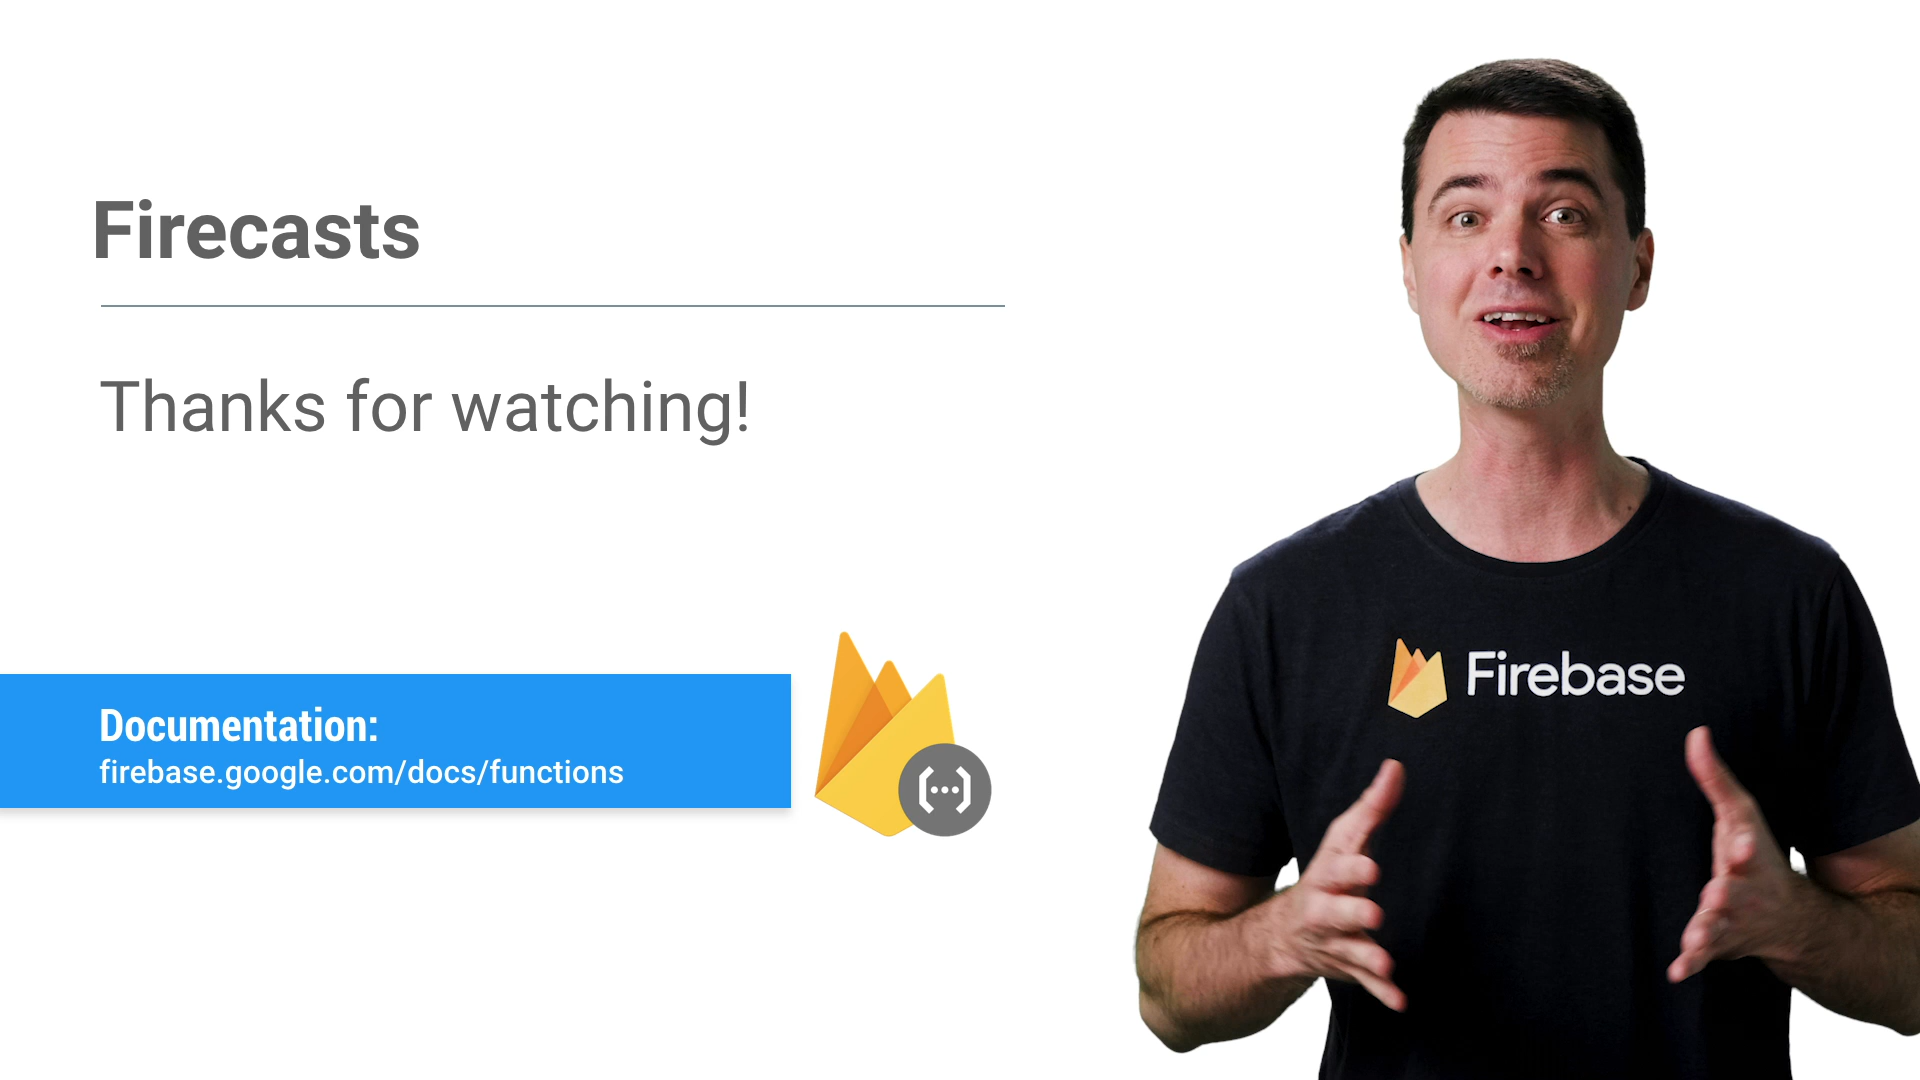 Firecasts
Thanks for watching!
Documentation:
firebase.google.com/docs/functions
Firebase